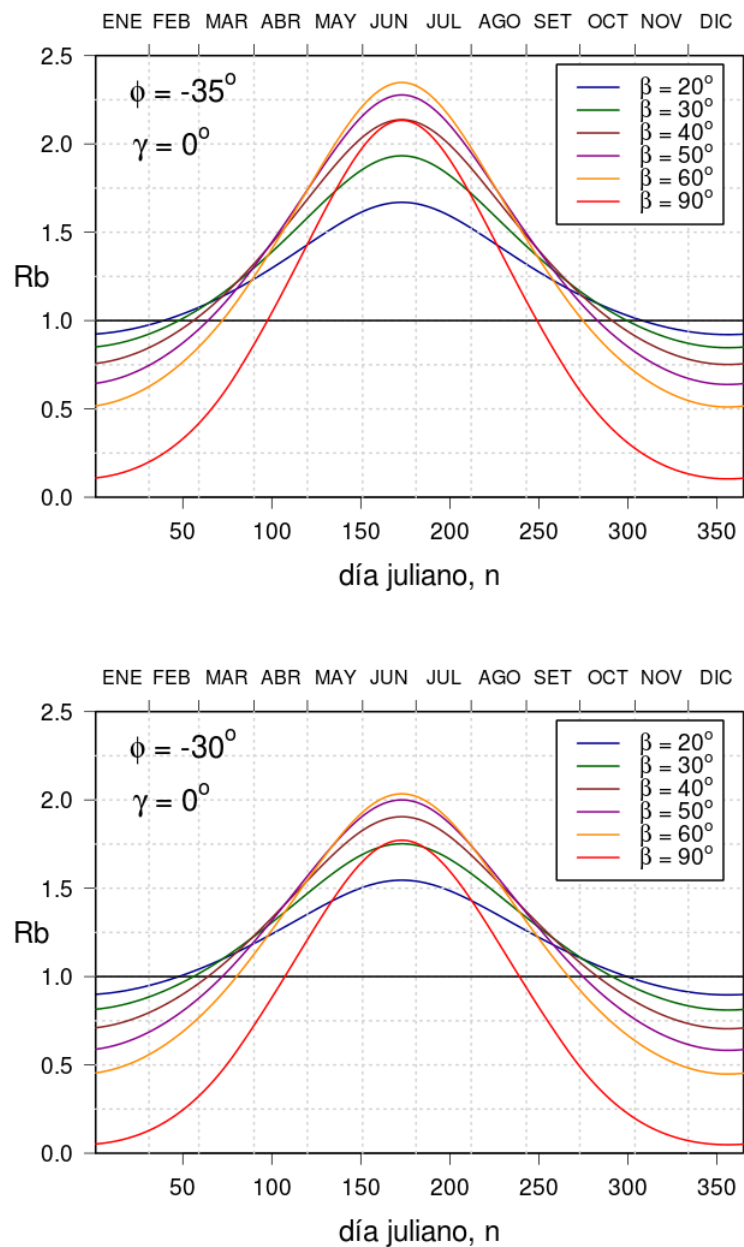 ENE FEB MAR ABR MAY JUN JUL AGO SET OCT NOV DIC
2.5
2.0
1.5
1.0
0.5
0.0
Rb
ϕ = -35°
γ = 0°
β = 20°
β = 30°
β = 40°
β = 50°
β = 60°
β = 90°
50 100 150 200 250 300 350
día juliano, n
ENE FEB MAR ABR MAY JUN JUL AGO SET OCT NOV DIC
2.5
2.0
1.5
1.0
0.5
0.0
Rb
ϕ = -30°
γ = 0°
β = 20°
β = 30°
β = 40°
β = 50°
β = 60°
β = 90°
50 100 150 200 250 300 350
día juliano, n